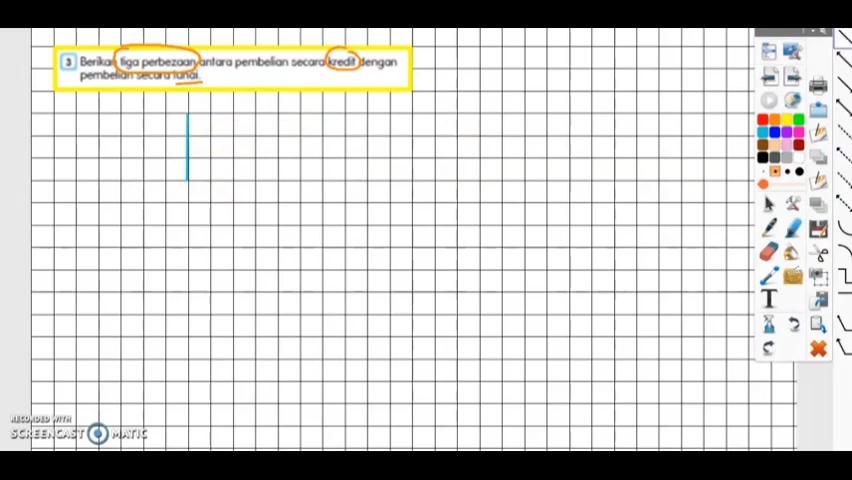 3 Berikan tiga perbezaan antara pembelian secara kredit dengan
pembelian secara tunai.
T
RECORDED WITH
SCREENCAST MATIC